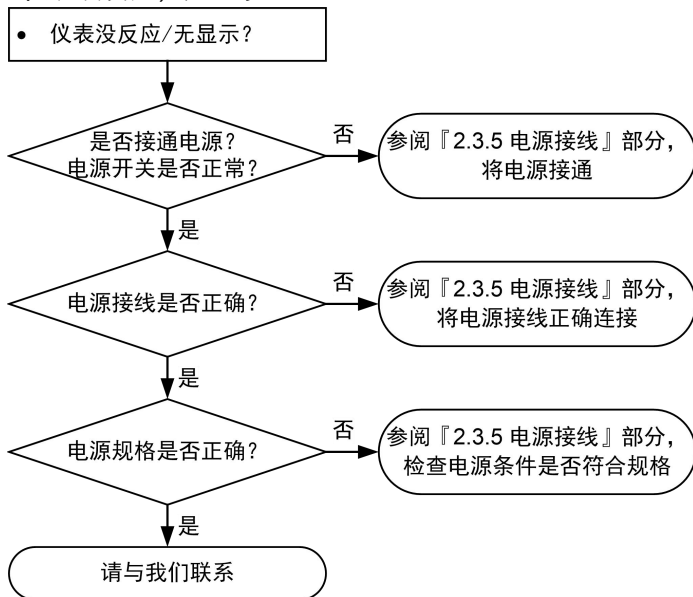 • 仪表没反应/无显示？
是否接通电源？
电源开关是否正常？
否
参阂『2.3.5 电源接线』部分，
将电源接通
是
电源接线是否正确？
否
参阅『2.3.5 电源接线』部分，
将电源接线正确连接
是
电源规格是否正确？
否
参阅『2.3.5 电源接线』部分，
检查电源条件是否符合规格
是
请与我们联系